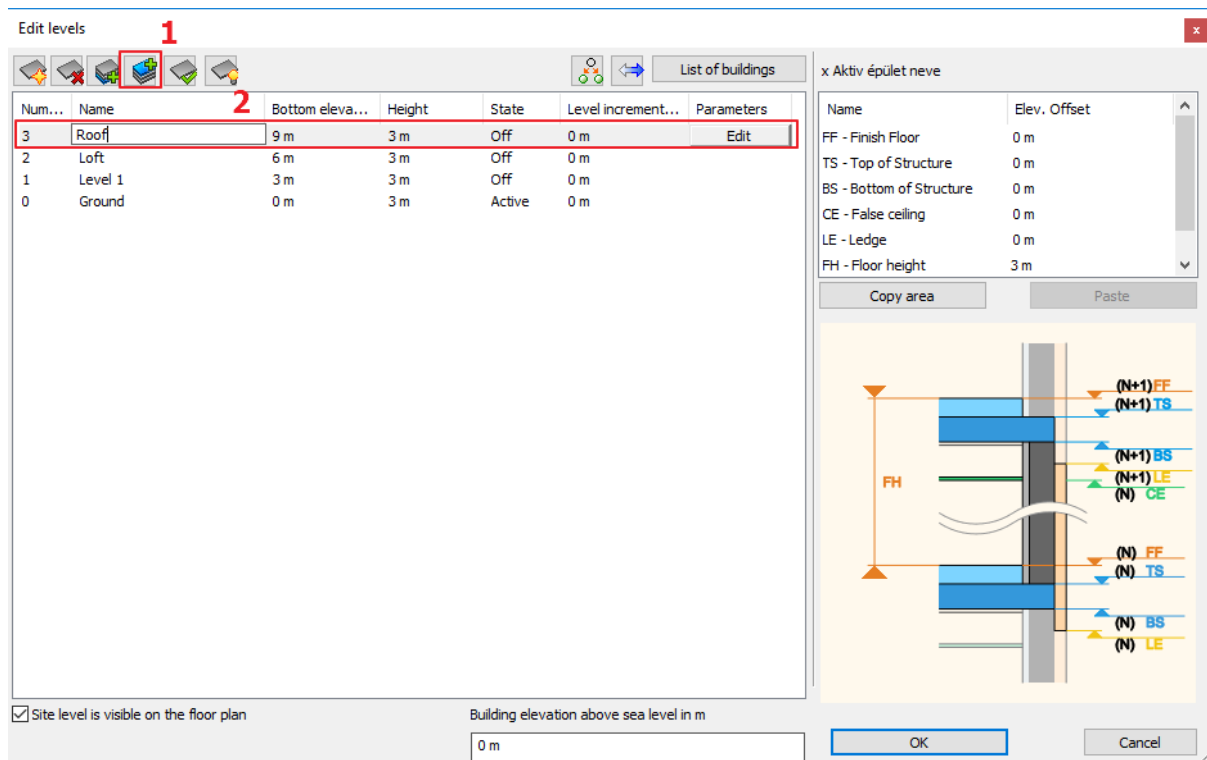 Edit levels
1
x
List of buildings
x Aktiv épület neve
2
Num... Name Bottom eleva... Height State Level increment... Parameters
3 Roof 9 m 3 m Off 0 m Edit
2 Loft 6 m 3 m Off 0 m
1 Level 1 3 m 3 m Off 0 m
0 Ground 0 m 3 m Active 0 m
Name Elev. Offset
FF - Finish Floor 0 m
TS - Top of Structure 0 m
BS - Bottom of Structure 0 m
CE - False ceiling 0 m
LE - Ledge 0 m
FH - Floor height 3 m
Copy area Paste
(N+1) FF
(N+1) TS
(N+1) BS
FH
(N+1) LE
(N) CE
(N) FF
(N) TS
(N) BS
(N) LE
Site level is visible on the floor plan
Building elevation above sea level in m
0 m
OK Cancel